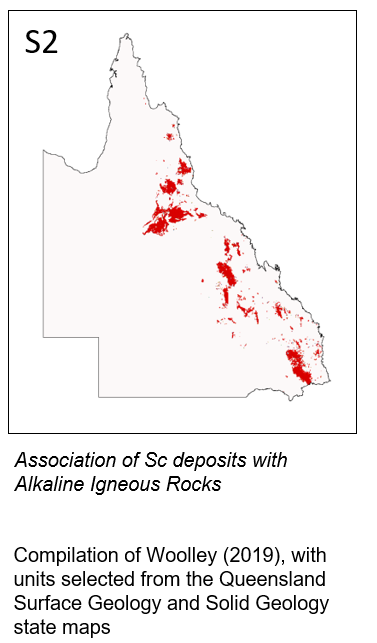 S2
Association of Sc deposits with
Alkaline Igneous Rocks
Compilation of Woolley (2019), with
units selected from the Queensland
Surface Geology and Solid Geology
state maps